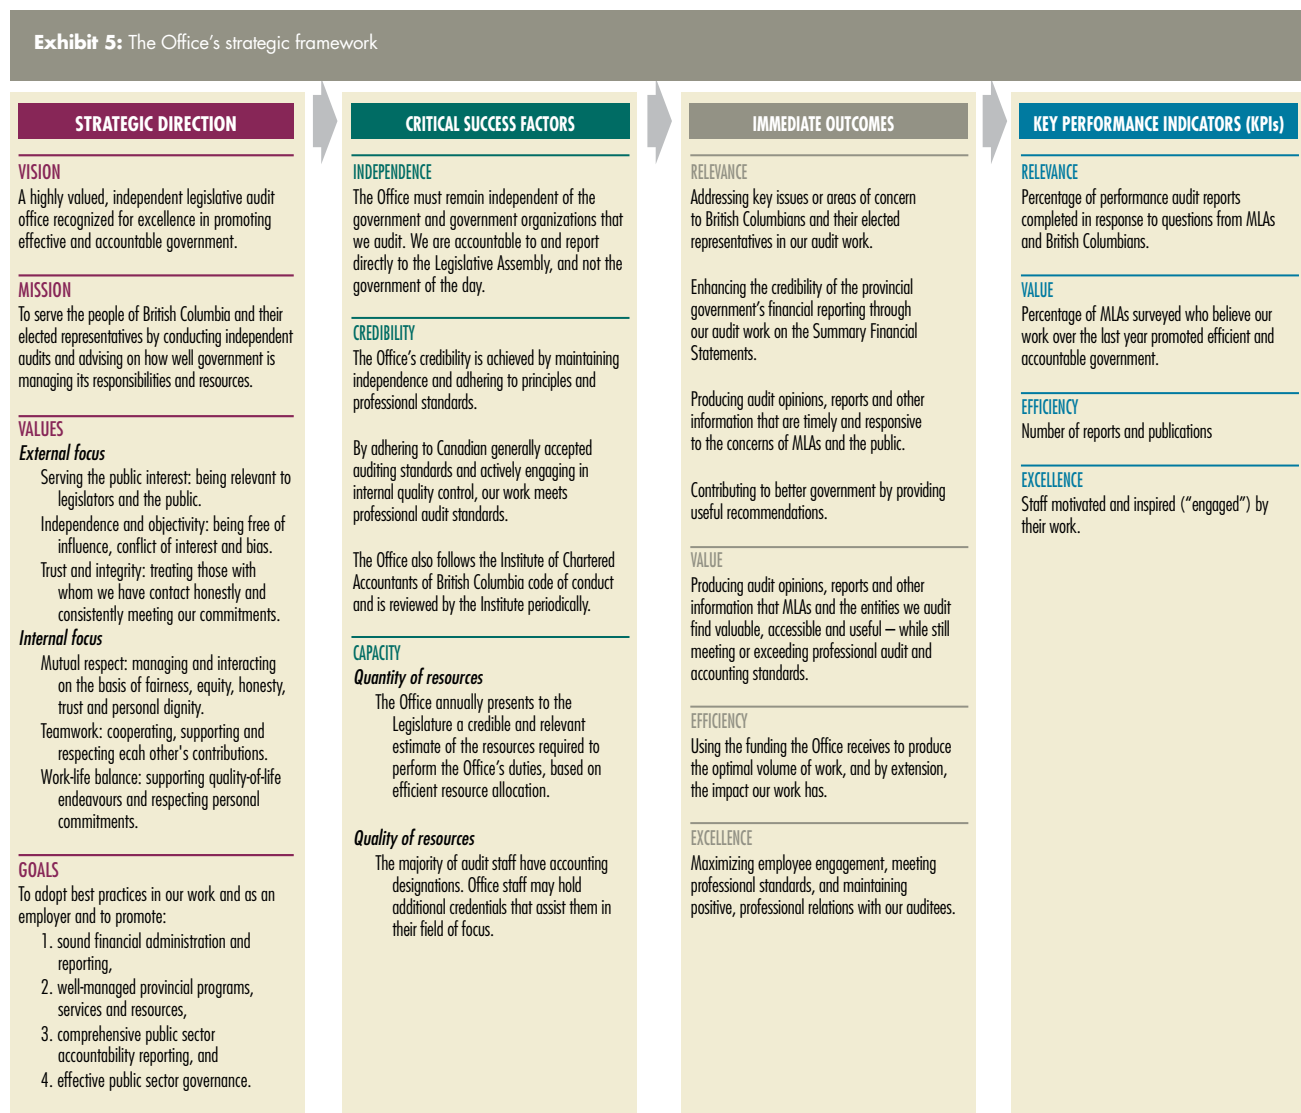 Exhibit 5: The Office's strategic framework
STRATEGIC DIRECTION
VISION
A highly valued, independent legislative audit
office recognized for excellence in promoting
effective and accountable government.
MISSION
To serve the people of British Columbia and their
elected representatives by conducting independent
audits and advising on how well government is
managing its responsibilities and resources.
VALUES
External focus
Serving the public interest: being relevant to
legislators and the public.
Independence and objectivity: being free of
influence, conflict of interest and bias.
Trust and integrity: treating those with
whom we have contact honestly and
consistently meeting our commitments.
Internal focus
Mutual respect: managing and interacting
on the basis of fairness, equity, honesty,
trust and personal dignity.
Teamwork: cooperating, supporting and
respecting ecah other's contributions.
Work-life balance: supporting quality-of-life
endeavours and respecting personal
commitments.
GOALS
To adopt best practices in our work and as an
employer and to promote:
1. sound financial administration and
reporting,
2. well-managed provincial programs,
services and resources,
3. comprehensive public sector
accountability reporting, and
4. effective public sector governance.
CRITICAL SUCCESS FACTORS
INDEPENDENCE
The Office must remain independent of the
government and government organizations that
we audit. We are accountable to and report
directly to the Legislative Assembly, and not the
government of the day.
CREDIBILITY
The Office's credibility is achieved by maintaining
independence and adhering to principles and
professional standards.
By adhering to Canadian generally accepted
auditing standards and actively engaging in
internal quality control, our work meets
professional audit standards.
The Office also follows the Institute of Chartered
Accountants of British Columbia code of conduct
and is reviewed by the Institute periodically.
CAPACITY
Quantity of resources
The Office annually presents to the
Legislature a credible and relevant
estimate of the resources required to
perform the Office's duties, based on
efficient resource allocation.
Quality of resources
The majority of audit staff have accounting
designations. Office staff may hold
additional credentials that assist them in
their field of focus.
IMMEDIATE OUTCOMES
RELEVANCE
Addressing key issues or areas of concern
to British Columbians and their elected
representatives in our audit work.
Enhancing the credibility of the provincial
government's financial reporting through
our audit work on the Summary Financial
Statements.
Producing audit opinions, reports and other
information that are timely and responsive
to the concerns of MLAs and the public.
Contributing to better government by providing
useful recommendations.
VALUE
Producing audit opinions, reports and other
information that MLAs and the entities we audit
find valuable, accessible and useful – while still
meeting or exceeding professional audit and
accounting standards.
EFFICIENCY
Using the funding the Office receives to produce
the optimal volume of work, and by extension,
the impact our work has.
EXCELLENCE
Maximizing employee engagement, meeting
professional standards, and maintaining
positive, professional relations with our auditees.
KEY PERFORMANCE INDICATORS (KPIs)
RELEVANCE
Percentage of performance audit reports
completed in response to questions from MLAs
and British Columbians.
VALUE
Percentage of MLAs surveyed who believe our
work over the last year promoted efficient and
accountable government.
EFFICIENCY
Number of reports and publications
EXCELLENCE
Staff motivated and inspired ("engaged") by
their work.